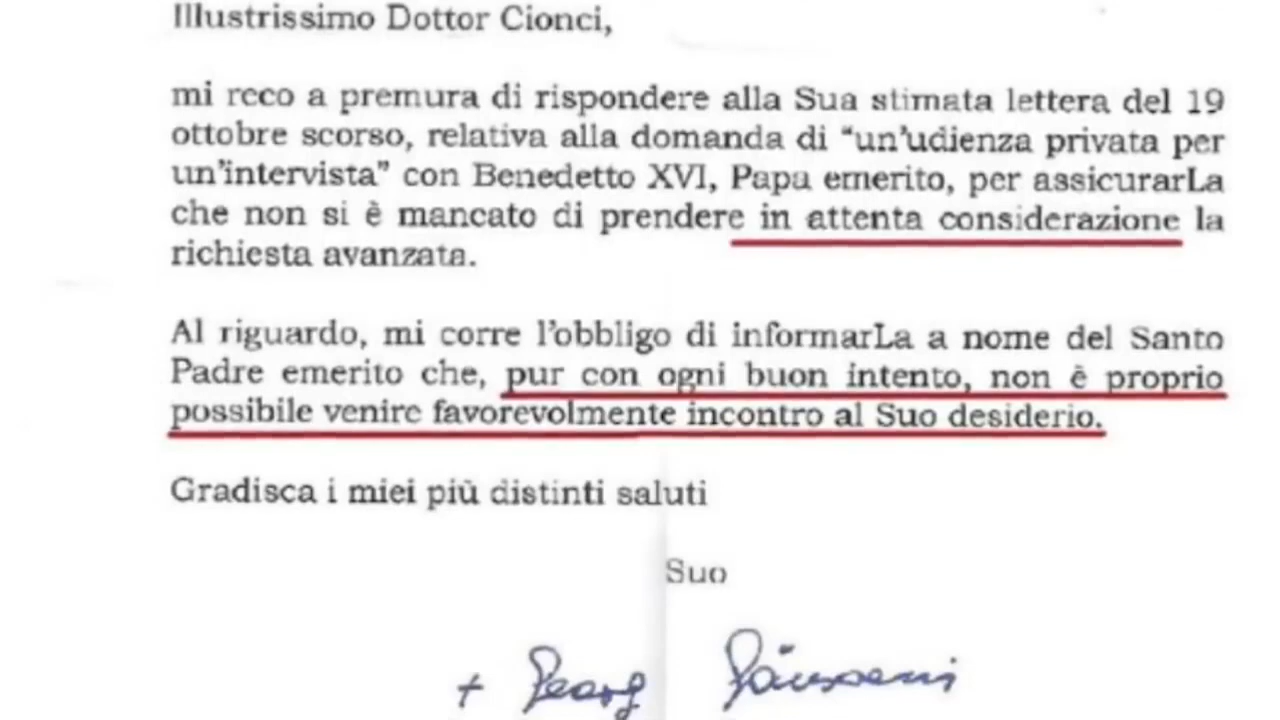 Illustrissimo Dottor Cionci,
mi reco a premura di rispondere alla Sua stimata lettera del 19
ottobre scorso, relativa alla domanda di "un'udienza privata per
un'intervista" con Benedetto XVI, Papa emerito, per assicurarLa
che non si è mancato di prendere in attenta considerazione la
richiesta avanzata.
Al riguardo, mi corre l'obbligo di informarLa a nome del Santo
Padre emerito che, pur con ogni buon intento, non è proprio
possibile venire favorevolmente incontro al Suo desiderio.
Gradisca i miei più distinti saluti
Suo
+ Georg Gänswein